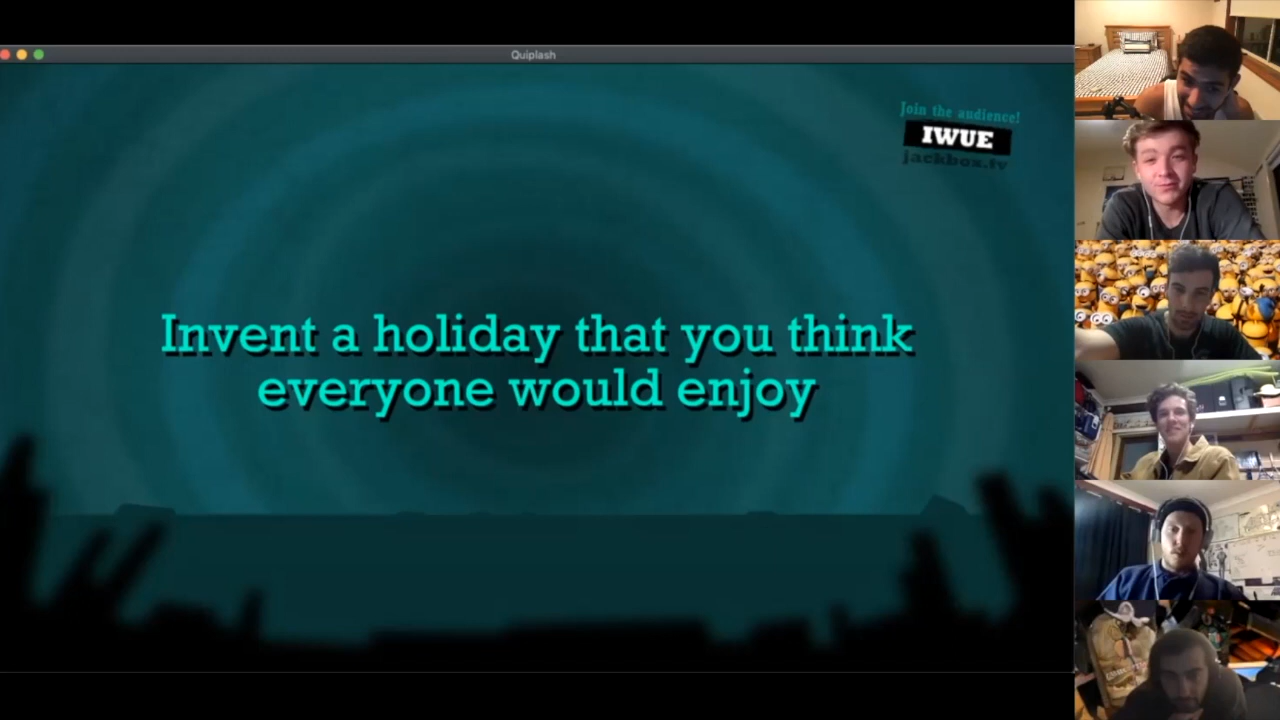 Quiplash
Join the audience!
IWUE
jackbox.tv
Invent a holiday that you think
everyone would enjoy